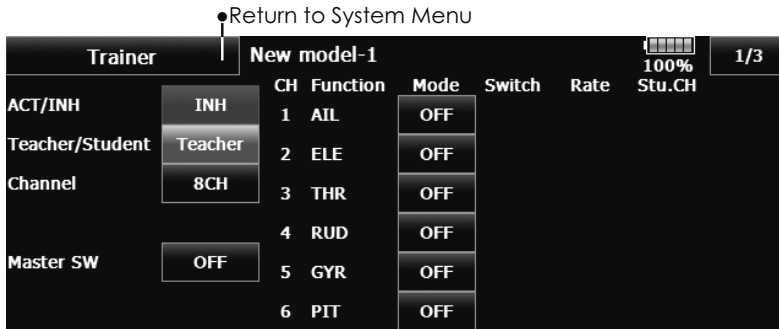 ●Return to System Menu
Trainer New model-1 100% 1/3
CH Function Mode Switch Rate Stu.CH
ACT/INH INH 1 AIL OFF
Teacher/Student Teacher 2 ELE OFF
Channel 8CH 3 THR OFF
4 RUD OFF
Master SW OFF 5 GYR OFF
6 PIT OFF